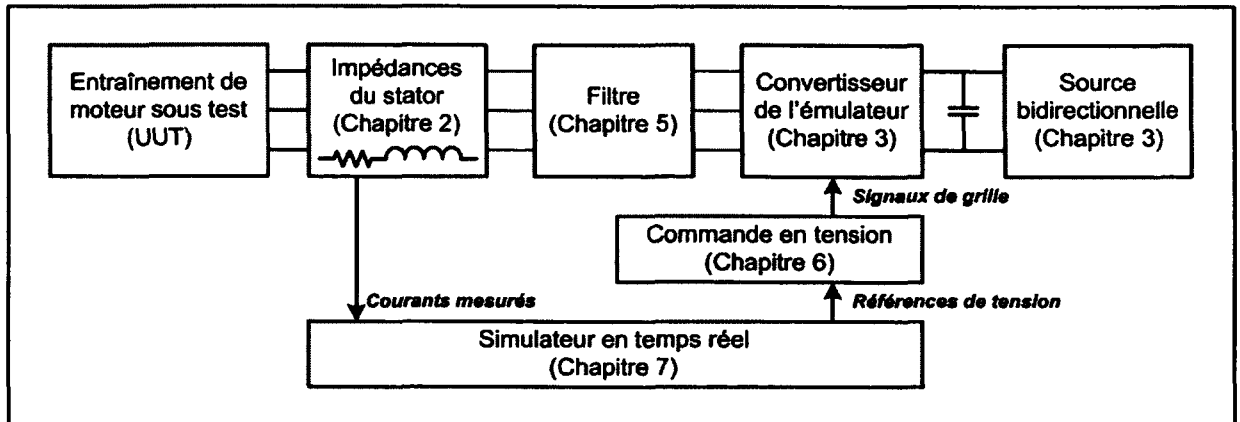 Entraînement de
moteur sous test
(UUT)
Impédances
du stator
(Chapitre 2)
Filtre
(Chapitre 5)
Convertisseur
de l'émulateur
(Chapitre 3)
Source
bidirectionnelle
(Chapitre 3)
Signaux de grille
Commande en tension
(Chapitre 6)
Courants mesurés
Références de tension
Simulateur en temps réel
(Chapitre 7)